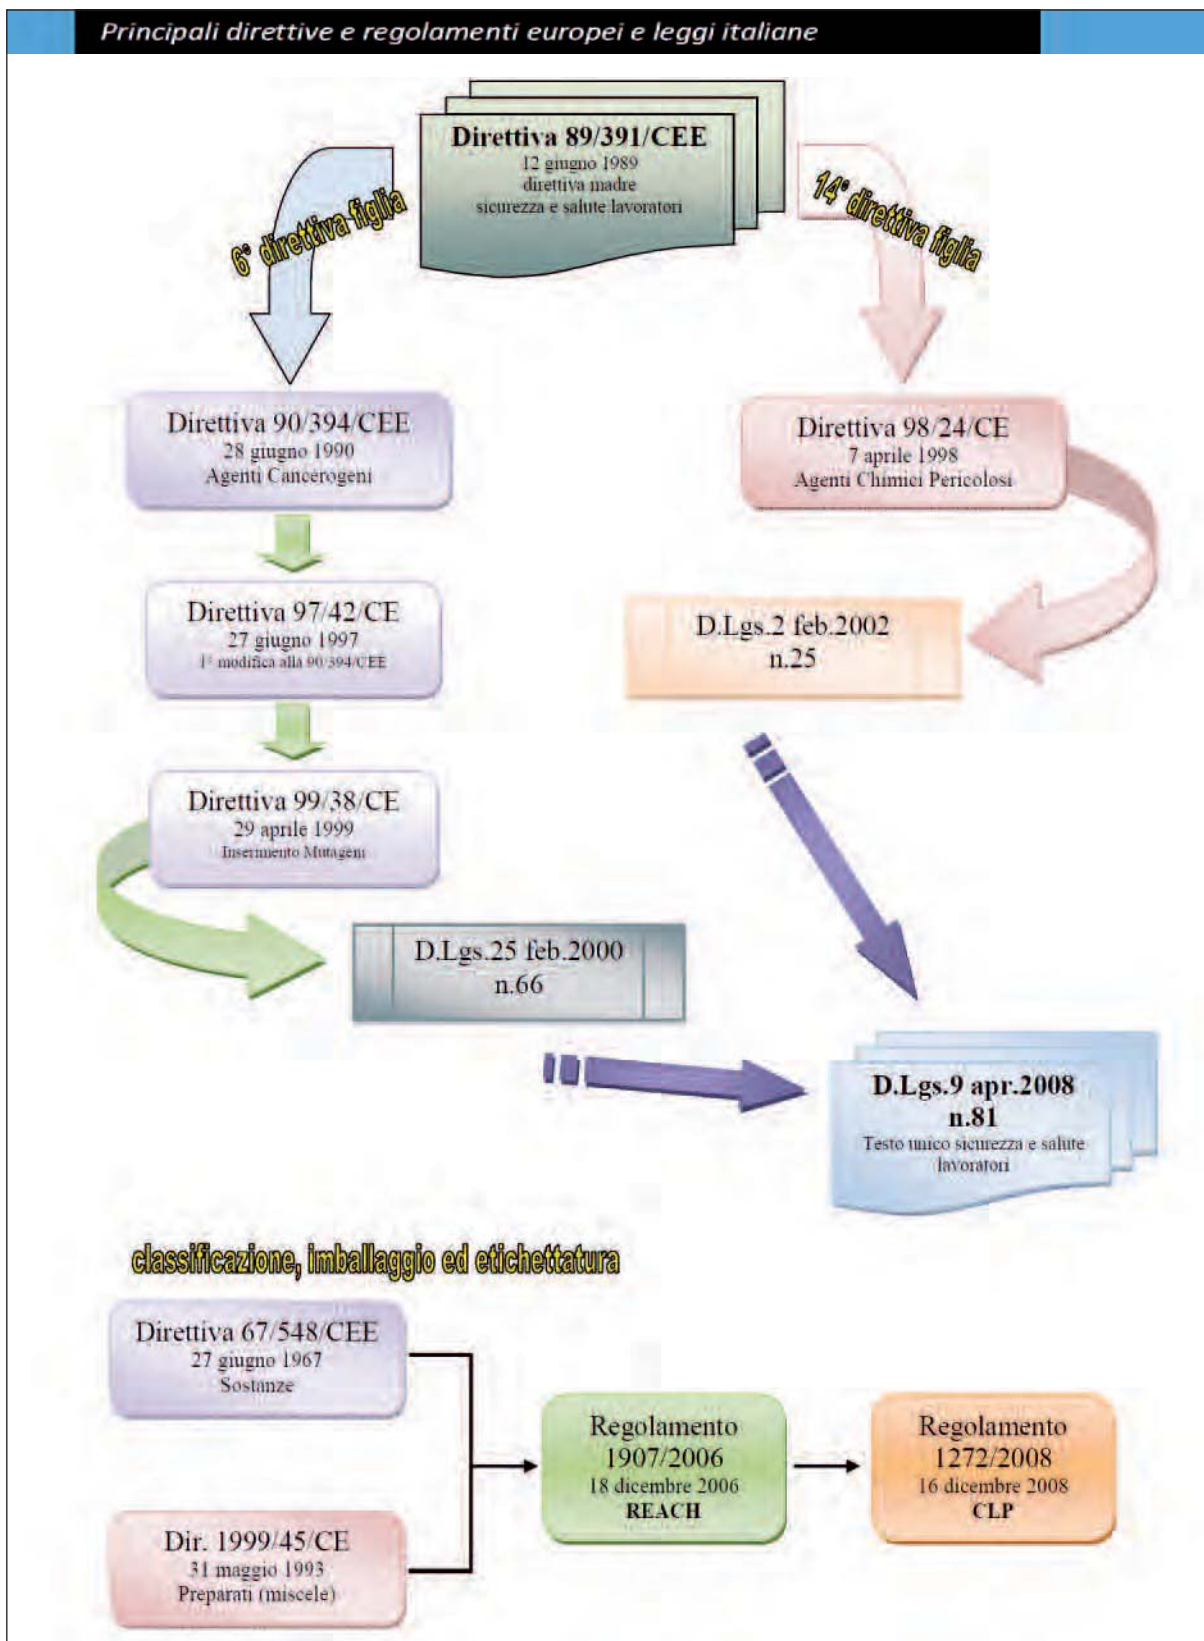 Principali direttive e regolamenti europei e leggi italiane
Direttiva 89/391/CEE
12 giugno 1989
direttiva madre
sicurezza e salute lavoratori
6° direttiva figlia
14° direttiva figlia
Direttiva 90/394/CEE
28 giugno 1990
Agenti Cancerogeni
Direttiva 98/24/CE
7 aprile 1998
Agenti Chimici Pericolosi
Direttiva 97/42/CE
27 giugno 1997
1° modifica alla 90/394/CEE
D.Lgs.2 feb.2002
n.25
Direttiva 99/38/CE
29 aprile 1999
Inserimento Mutageni
D.Lgs.25 feb.2000
n.66
D.Lgs.9 apr.2008
n.81
Testo unico sicurezza e salute
lavoratori
classificazione, imballaggio ed etichettatura
Direttiva 67/548/CEE
27 giugno 1967
Sostanze
Regolamento
1907/2006
18 dicembre 2006
REACH
Regolamento
1272/2008
16 dicembre 2008
CLP
Dir. 1999/45/CE
31 maggio 1993
Preparati (miscele)